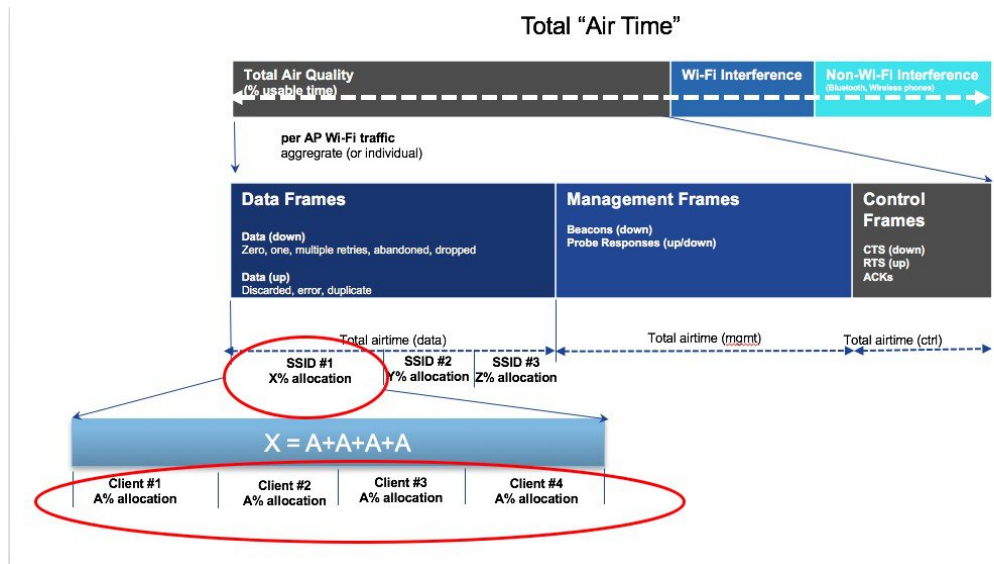 Total “Air Time”
Total Air Quality
(% usable time)
Wi-Fi Interference
Non-Wi-Fi Interference
(Bluetooth, Wireless phones)
per AP Wi-Fi traffic
aggregrate (or individual)
Data Frames
Data (down)
Zero, one, multiple retries, abandoned, dropped
Data (up)
Discarded, error, duplicate
Management Frames
Beacons (down)
Probe Responses (up/down)
Control
Frames
CTS (down)
RTS (up)
ACKs
Total airtime (data)
Total airtime (mgmt)
Total airtime (ctrl)
SSID #1
X% allocation
SSID #2
Y% allocation
SSID #3
Z% allocation
X = A+A+A+A
Client #1
A% allocation
Client #2
A% allocation
Client #3
A% allocation
Client #4
A% allocation